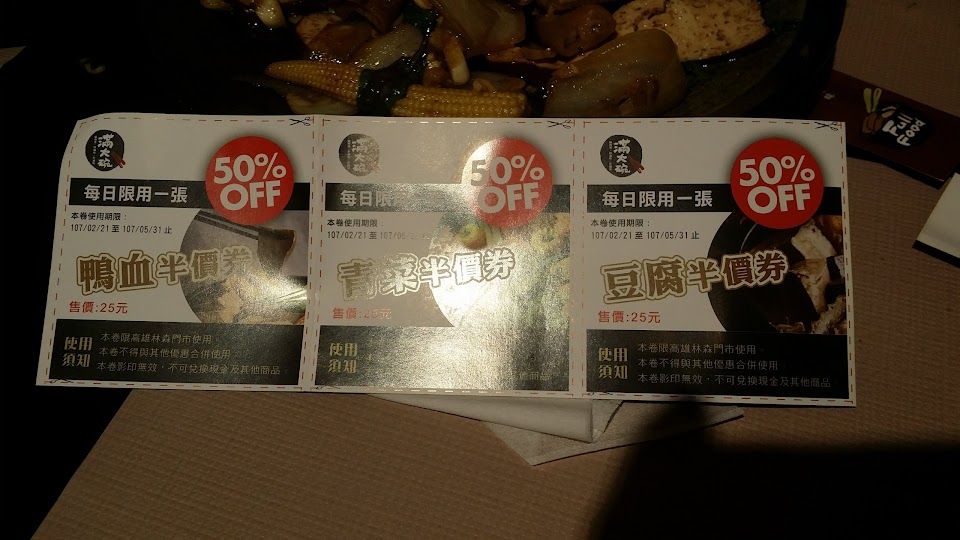 滿大碗
50%
OFF
每日限用一張
本卷使用期限：
107/02/21 至 107/05/31 止
鴨血半價券
售價:25元
使用
須知
本卷限高雄林森門市使用。
本卷不得與其他優惠合併使用。
本卷影印無效，不可兌換現金及其他商品。
50%
OFF
每日限用
本卷使用期限：
107/02/21 至 107/05
青菜半價券
售價:25元
使用
須知
滿大碗
50%
OFF
每日限用一張
本卷使用期限：
107/02/21 至 107/05/31 止
豆腐半價券
售價:25元
使用
須知
本卷限高雄林森門市使用。
本卷不得與其他優惠合併使用。
本卷影印無效，不可兌換現金及其他商品。